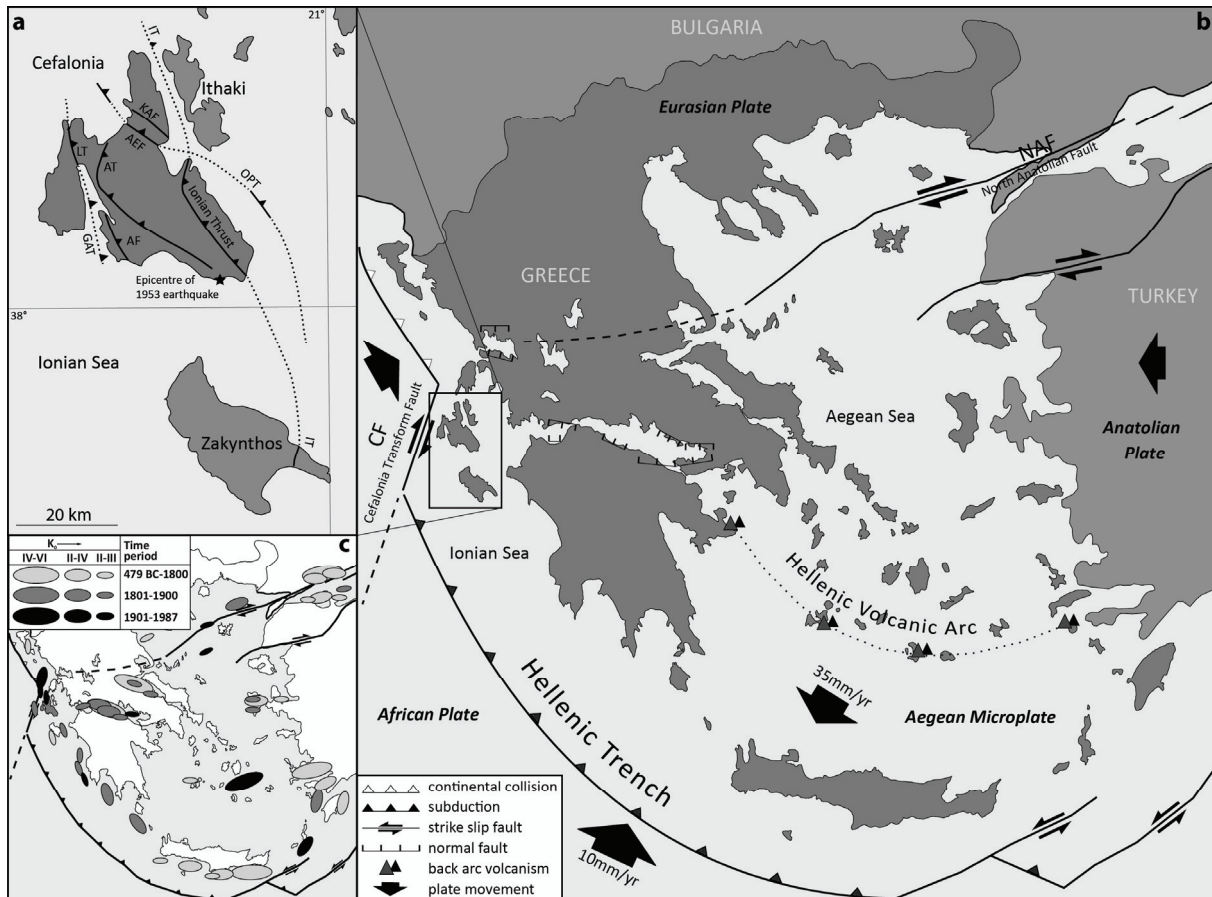 a
21°
IT
Cefalonia
Ithaki
KAF
AEF
LT
AT
OPT
Ionian Thrust
GAT
AF
Epicentre of
1953 earthquake
38°
Ionian Sea
Zakynthos
IT
20 km
b
BULGARIA
Eurasian Plate
NAF
North Anatolian Fault
GREECE
TURKEY
CF
Cefalonia Transform Fault
Aegean Sea
Anatolian
Plate
Ionian Sea
Hellenic Volcanic Arc
35mm/yr
African Plate
Aegean Microplate
Hellenic Trench
10mm/yr
continental collision
subduction
strike slip fault
normal fault
back arc volcanism
plate movement
c
IV-VI II-IV II-III
Time
period
479 BC-1800
1801-1900
1901-1987